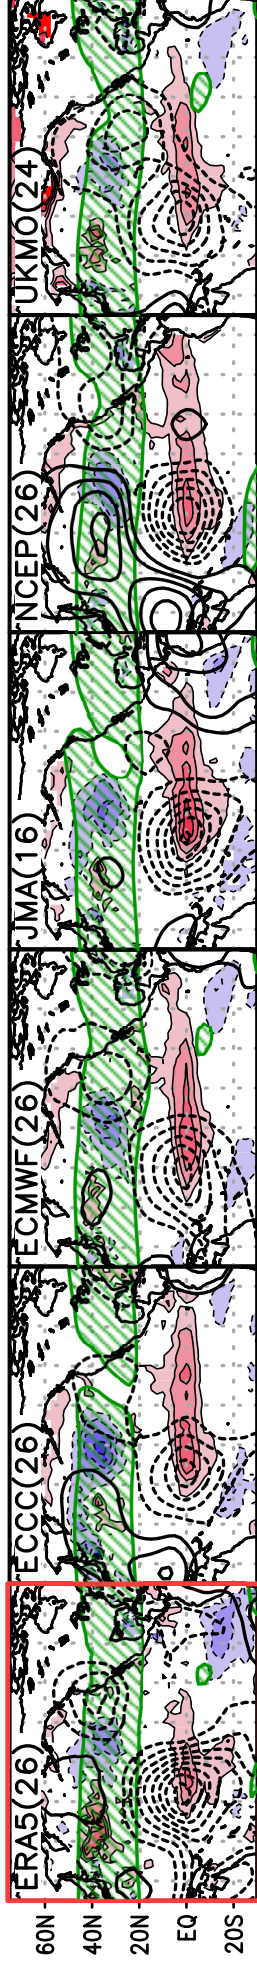 UKMO(24)
NCEP(26)
JMA(16)
ECMWF(26)
ECCC(26)
ERA5(26)
60N
40N
20N
EQ
20S